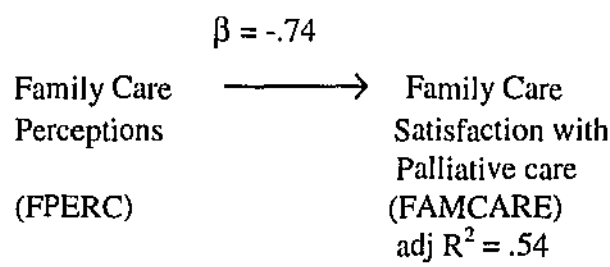 β = -.74
Family Care → Family Care
Perceptions Satisfaction with
Palliative care
(FPERC) (FAMCARE)
adj R² = .54